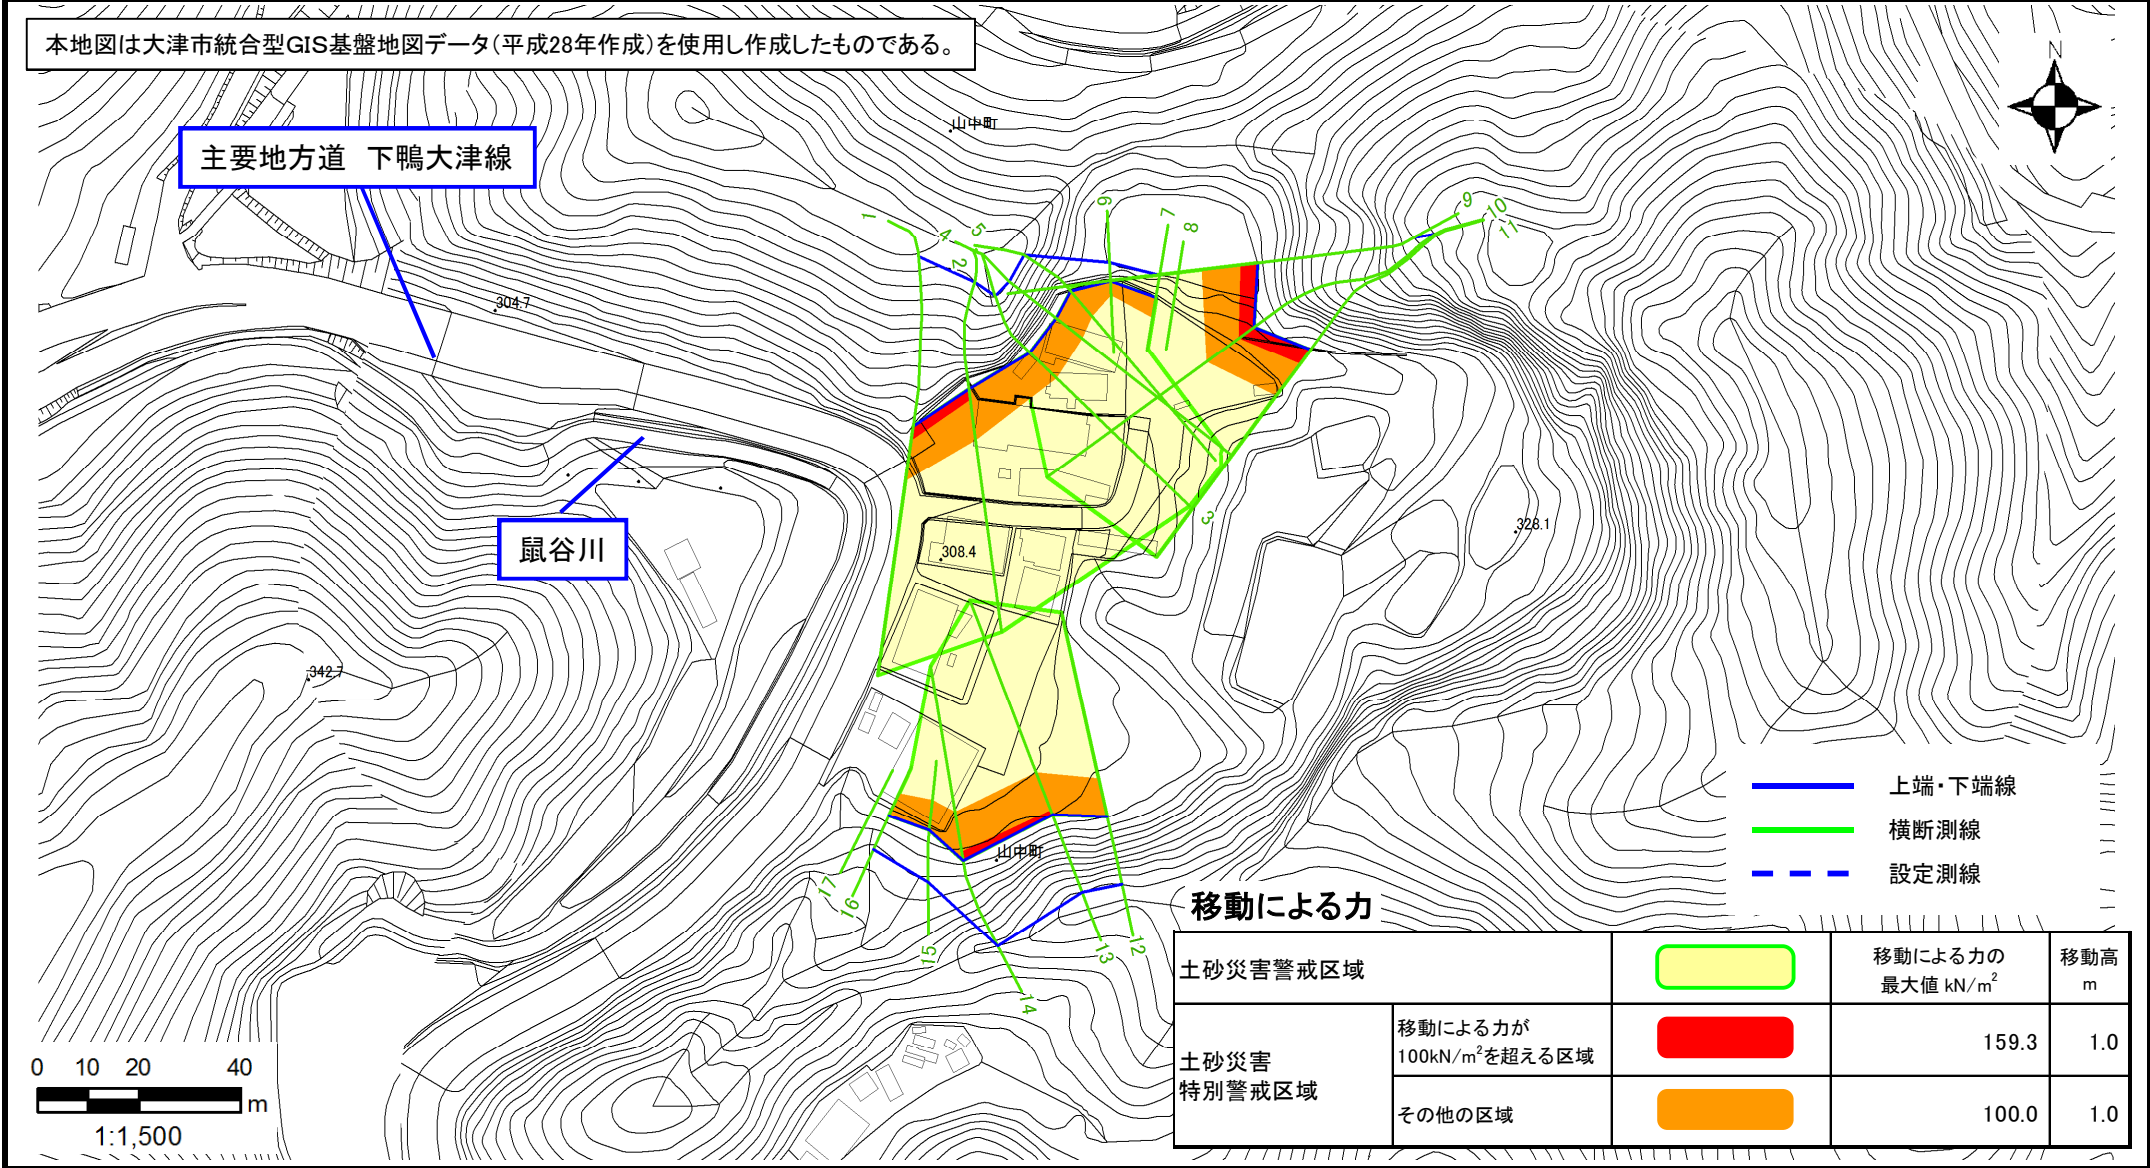 本地図は大津市統合型GIS基盤地図データ(平成28年作成)を使用し作成したものである。
N
山中町
主要地方道　下鴨大津線
1
4
5
2
6
7
8
9
10
11
304.7
鼠谷川
3
328.1
308.4
342.7
山中町
17
16
15
14
13
12
上端・下端線
横断測線
設定測線
移動による力
土砂災害警戒区域
移動による力の
最大値 kN/m²
移動高
m
土砂災害
特別警戒区域
移動による力が
100kN/m²を超える区域
159.3
1.0
その他の区域
100.0
1.0
0 10 20 40
m
1:1,500